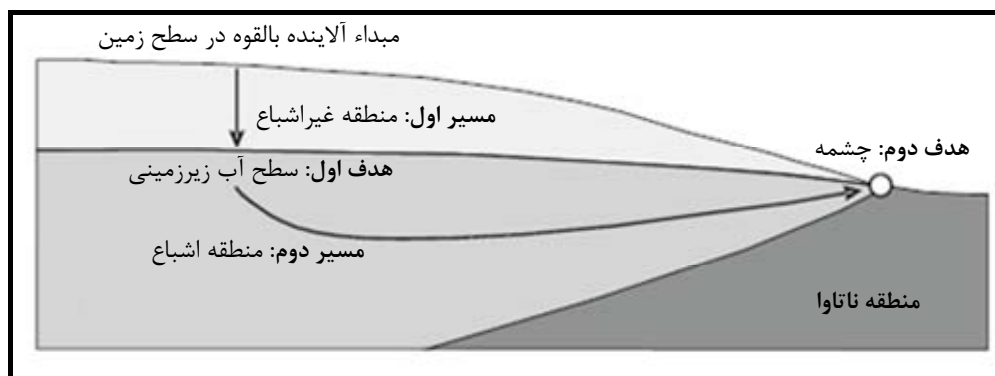 مبداء آلاینده بالقوه در سطح زمین
مسیر اول: منطقه غیراشباع
هدف دوم: چشمه
هدف اول: سطح آب زیرزمینی
مسیر دوم: منطقه اشباع
منطقه ناتاوا